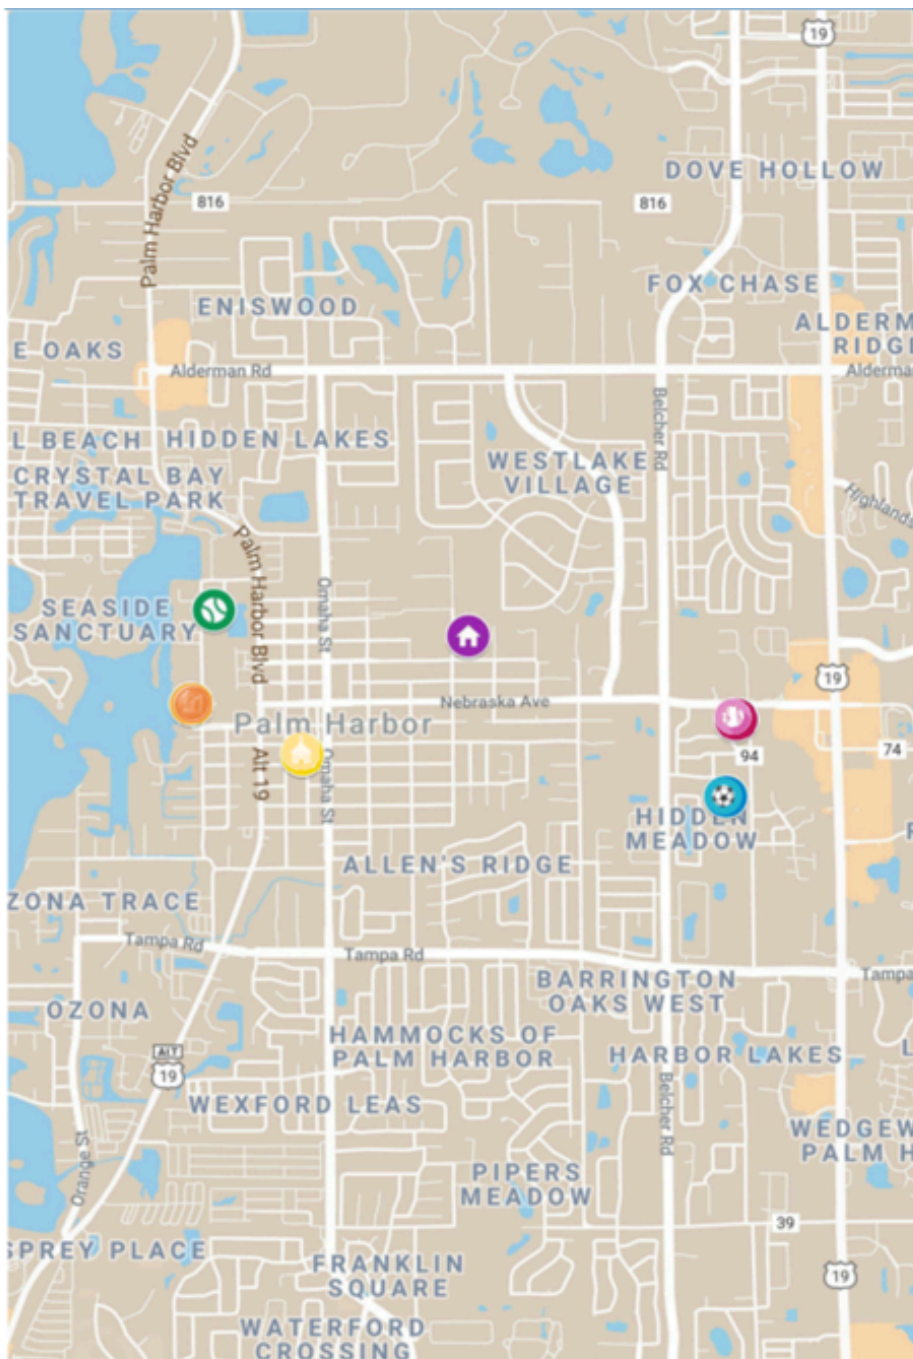 19
Palm Harbor Blvd
DOVE HOLLOW
816
816
FOX CHASE
ENISWOOD
ALDERM
RIDGE
E OAKS
Alderman Rd
Alderma
Belcher Rd
L BEACH
HIDDEN LAKES
CRYSTAL BAY
TRAVEL PARK
WESTLAKE
VILLAGE
Highlands
Palm Harbor Blvd
Omaha St
SEASIDE
SANCTUARY
19
Nebraska Ave
Palm Harbor
94
74
Alt 19
Omaha St
HIDDEN
MEADOW
ALLEN'S RIDGE
ZONA TRACE
Tampa Rd
Tampa Rd
Tampa
BARRINGTON
OAKS WEST
OZONA
HAMMOCKS OF
PALM HARBOR
HARBOR LAKES
L
ALT
19
Belcher Rd
WEXFORD LEAS
WEDGEW
PALM H
Orange St
PIPERS
MEADOW
39
SPREY PLACE
FRANKLIN
SQUARE
19
WATERFORD
CROSSING